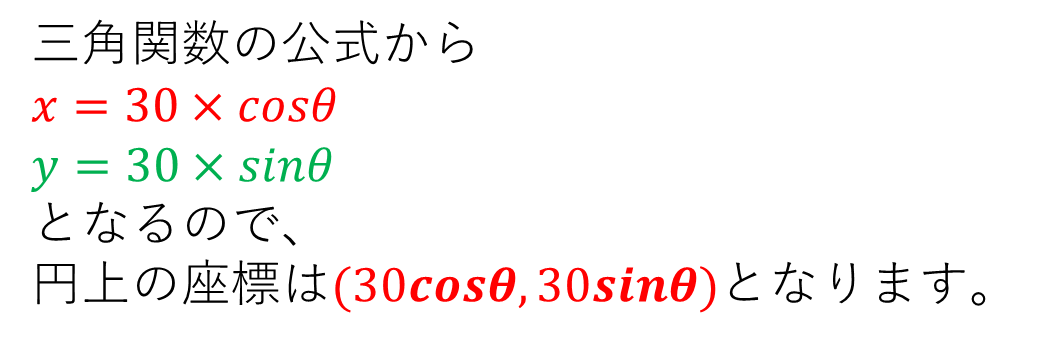 三角関数の公式から
x = 30 × cosθ
y = 30 × sinθ
となるので、
円上の座標は(30cosθ, 30sinθ)となります。